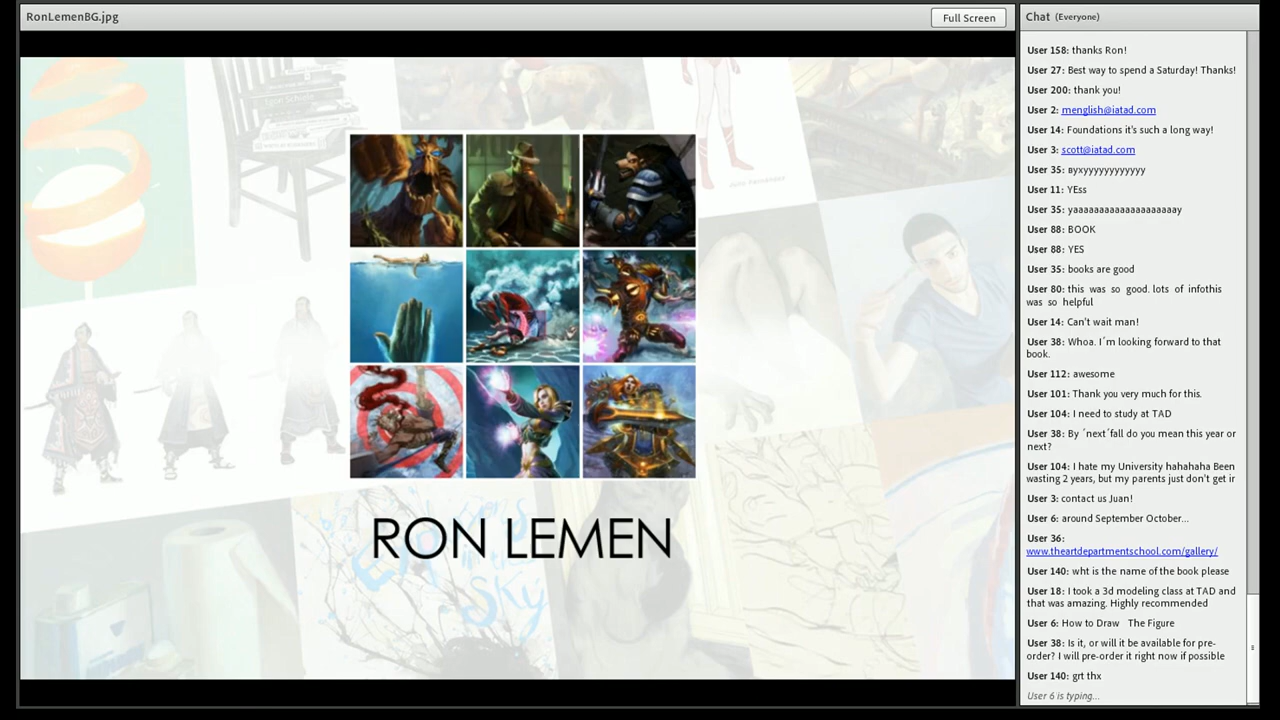 RonLemenBG.jpg
Full Screen
RON LEMEN
Chat (Everyone)
User 158: thanks Ron!
User 27: Best way to spend a Saturday! Thanks!
User 200: thank you!
User 2: menglish@iatad.com
User 14: Foundations it's such a long way!
User 3: scott@iatad.com
User 35: вухуууууууууууу
User 11: YEss
User 35: yaaaaaaaaaaaaaaaaaaay
User 88: BOOK
User 88: YES
User 35: books are good
User 80: this was so good. lots of infothis
was so helpful
User 14: Can't wait man!
User 38: Whoa. I´m looking forward to that
book.
User 112: awesome
User 101: Thank you very much for this.
User 104: I need to study at TAD
User 38: By ´next´fall do you mean this year or
next?
User 104: I hate my University hahahaha Been
wasting 2 years, but my parents just don't get ir
User 3: contact us Juan!
User 6: around September October...
User 36:
www.theartdepartmentschool.com/gallery/
User 140: wht is the name of the book please
User 18: I took a 3d modeling class at TAD and
that was amazing. Highly recommended
User 6: How to Draw The Figure
User 38: Is it, or will it be available for pre-
order? I will pre-order it right now if possible
User 140: grt thx
User 6 is typing...